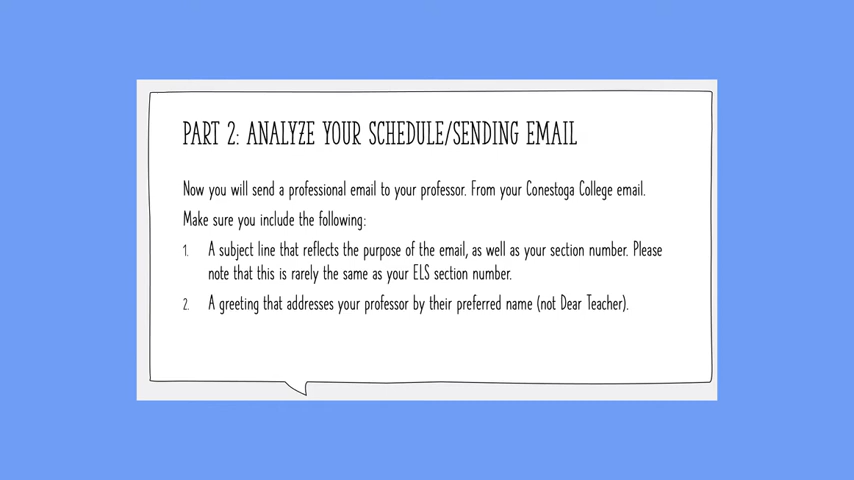 PART 2: ANALYZE YOUR SCHEDULE/SENDING EMAIL
Now you will send a professional email to your professor. From your Conestoga College email.
Make sure you include the following:
1. A subject line that reflects the purpose of the email, as well as your section number. Please
note that this is rarely the same as your ELS section number.
2. A greeting that addresses your professor by their preferred name (not Dear Teacher).